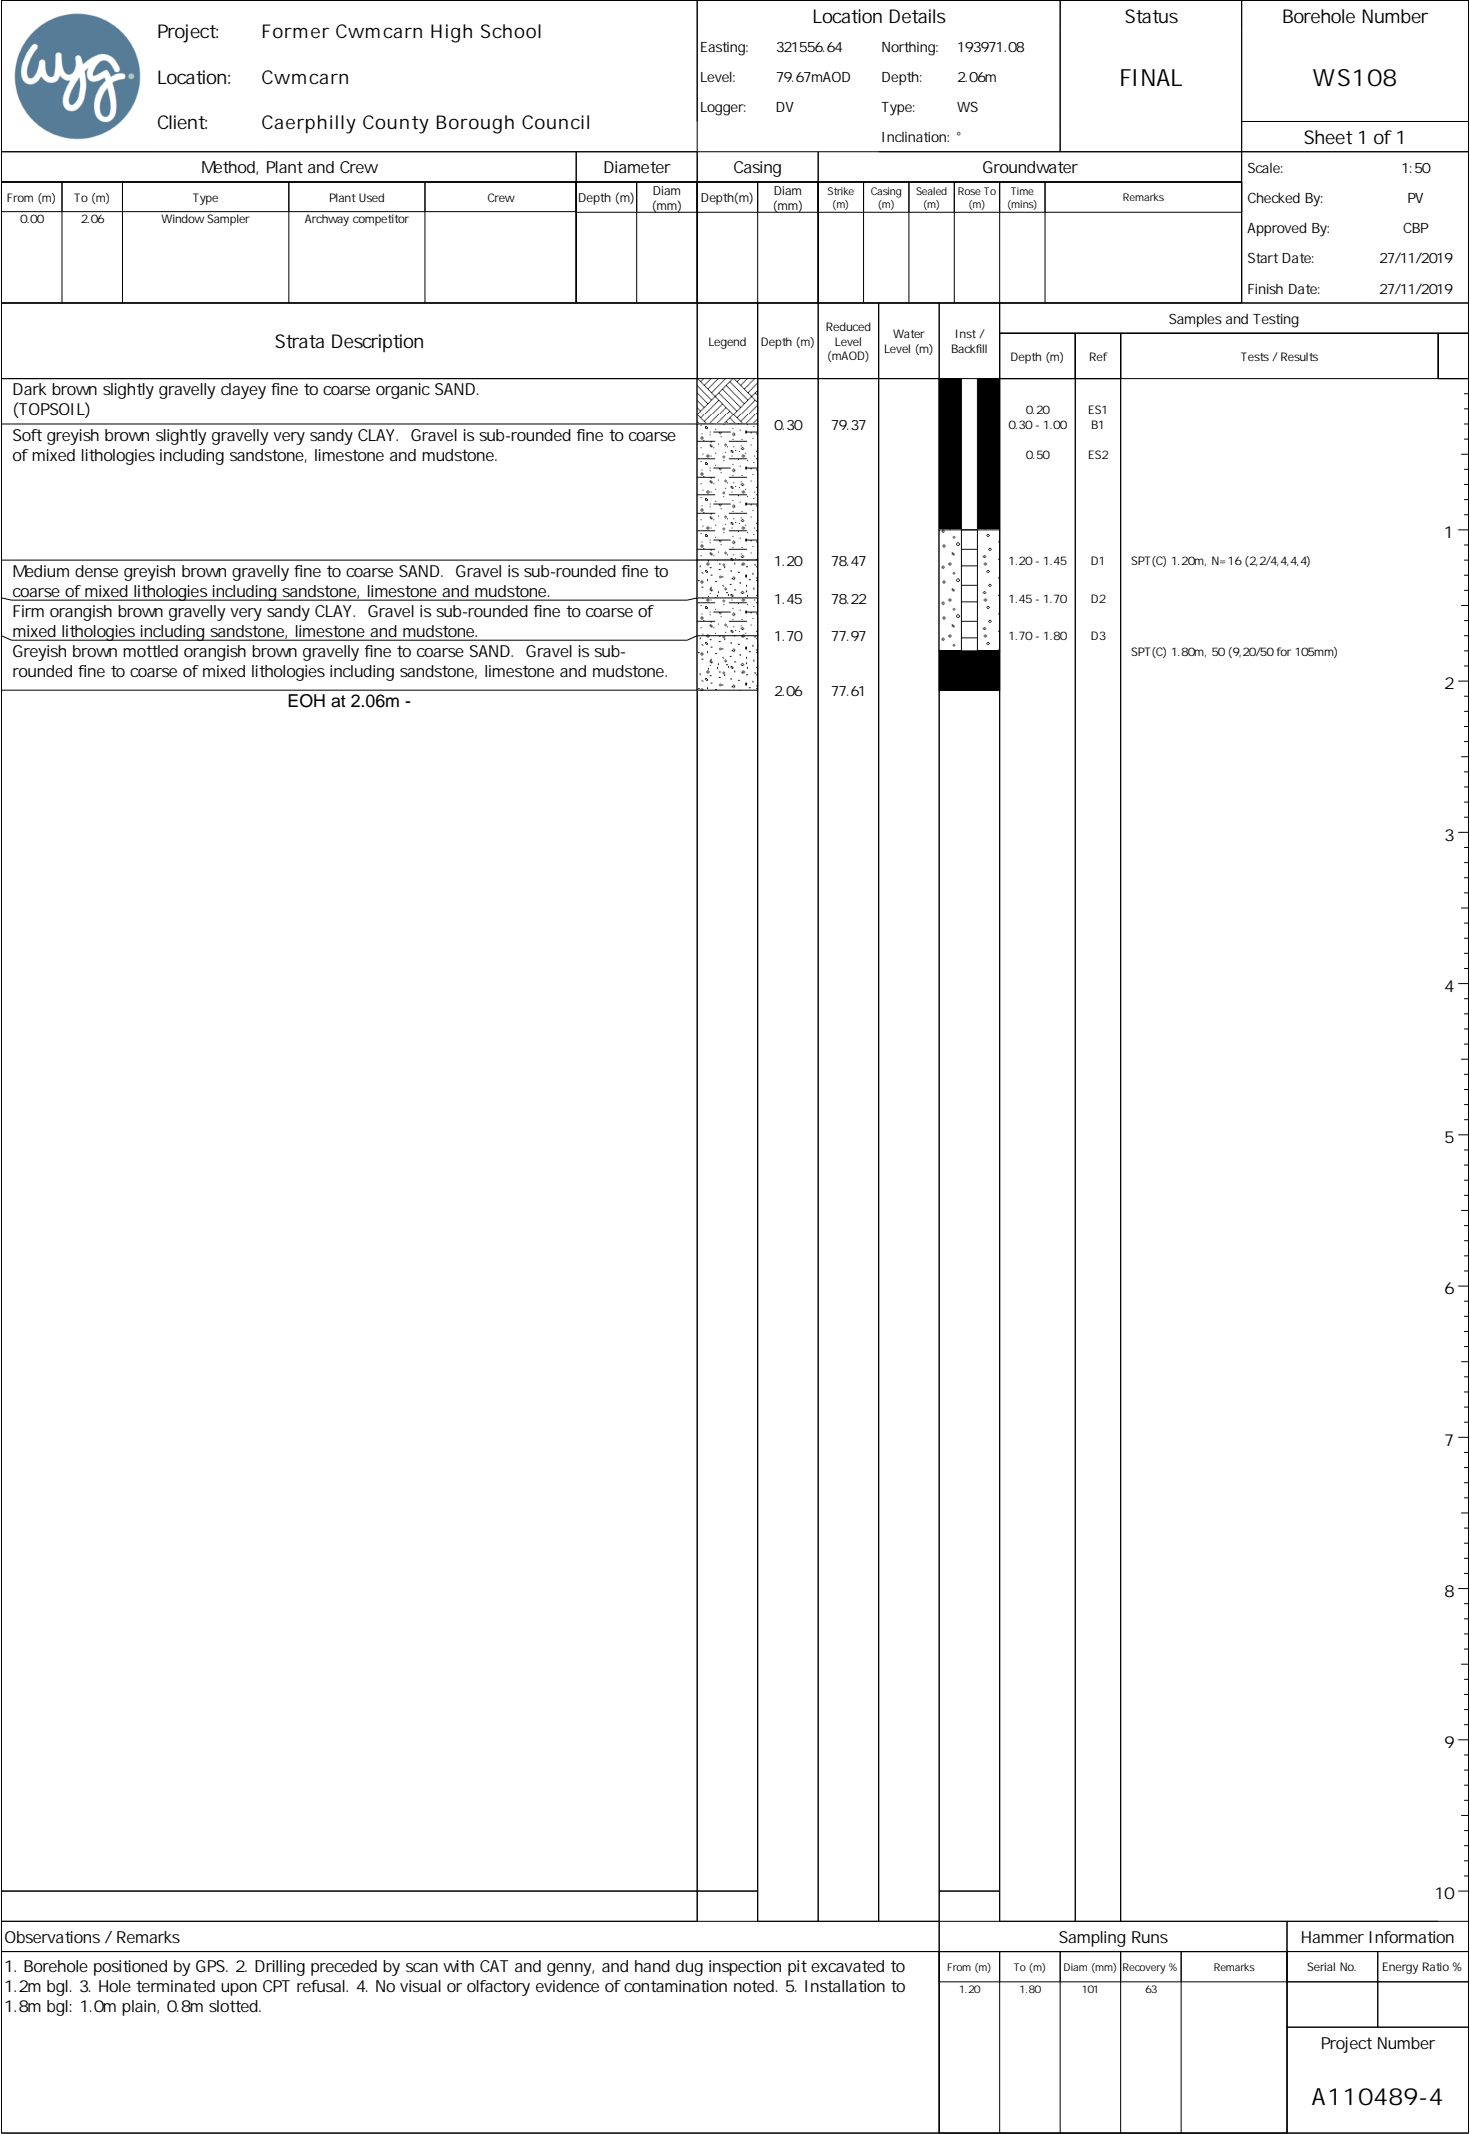 wyg.
Project: Former Cwmcarn High School
Location: Cwmcarn
Client: Caerphilly County Borough Council
Location Details
Easting: 321556.64 Northing: 193971.08
Level: 79.67mAOD Depth: 2.06m
Logger: DV Type: WS
Inclination: °
Status
FINAL
Borehole Number
WS108
Sheet 1 of 1
Method, Plant and Crew
Diameter
Casing
Groundwater
From (m) To (m) Type Plant Used Crew Depth (m) Diam (mm) Depth(m) Diam (mm) Strike (m) Casing (m) Sealed (m) Rose To (m) Time (mins) Remarks
0.00 2.06 Window Sampler Archway competitor
Scale: 1:50
Checked By: PV
Approved By: CBP
Start Date: 27/11/2019
Finish Date: 27/11/2019
Strata Description
Legend Depth (m) Reduced Level (mAOD) Water Level (m) Inst / Backfill
Samples and Testing
Depth (m) Ref Tests / Results
Dark brown slightly gravelly clayey fine to coarse organic SAND.
(TOPSOIL)
0.20 ES1
0.30 79.37 0.30 - 1.00 B1
Soft greyish brown slightly gravelly very sandy CLAY. Gravel is sub-rounded fine to coarse
of mixed lithologies including sandstone, limestone and mudstone.
0.50 ES2
1
1.20 78.47 1.20 - 1.45 D1 SPT(C) 1.20m, N=16 (2,2/4,4,4,4)
Medium dense greyish brown gravelly fine to coarse SAND. Gravel is sub-rounded fine to
coarse of mixed lithologies including sandstone, limestone and mudstone.
1.45 78.22 1.45 - 1.70 D2
Firm orangish brown gravelly very sandy CLAY. Gravel is sub-rounded fine to coarse of
mixed lithologies including sandstone, limestone and mudstone.
1.70 77.97 1.70 - 1.80 D3
Greyish brown mottled orangish brown gravelly fine to coarse SAND. Gravel is sub-
rounded fine to coarse of mixed lithologies including sandstone, limestone and mudstone.
SPT(C) 1.80m, 50 (9,20/50 for 105mm)
2
2.06 77.61
EOH at 2.06m -
3
4
5
6
7
8
9
10
Observations / Remarks
1. Borehole positioned by GPS. 2. Drilling preceded by scan with CAT and genny, and hand dug inspection pit excavated to
1.2m bgl. 3. Hole terminated upon CPT refusal. 4. No visual or olfactory evidence of contamination noted. 5. Installation to
1.8m bgl: 1.0m plain, 0.8m slotted.
Sampling Runs
From (m) To (m) Diam (mm) Recovery % Remarks
1.20 1.80 101 63
Hammer Information
Serial No. Energy Ratio %
Project Number
A110489-4